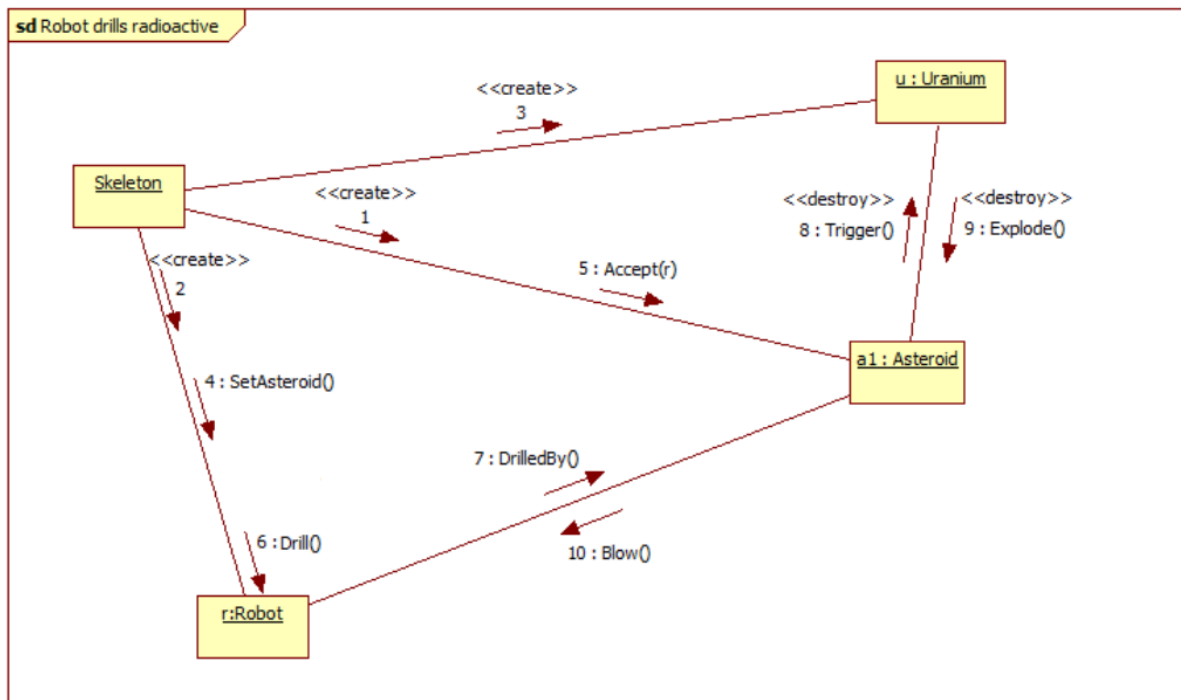 sd Robot drills radioactive
u : Uranium
<<create>>
3
Skeleton
<<create>>
1
<<destroy>>
8 : Trigger()
<<destroy>>
9 : Explode()
<<create>>
2
5 : Accept(r)
a1 : Asteroid
4 : SetAsteroid()
7 : DrilledBy()
6 : Drill()
10 : Blow()
r:Robot